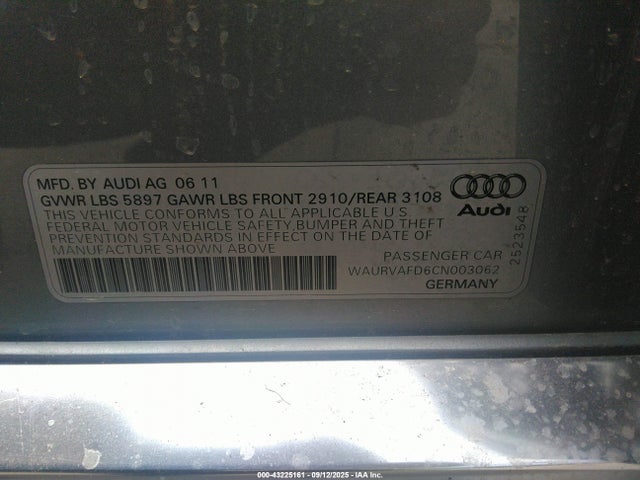 MFD. BY AUDI AG 06 11
GVWR LBS 5897 GAWR LBS FRONT 2910/REAR 3108
THIS VEHICLE CONFORMS TO ALL APPLICABLE U S
FEDERAL MOTOR VEHICLE SAFETY,BUMPER AND THEFT
PREVENTION STANDARDS IN EFFECT ON THE DATE OF
MANUFACTURE SHOWN ABOVE
Audi
2523548
PASSENGER CAR
WAURVAFD6CN003062
GERMANY
000-43225161 - 09/12/2025 - IAA Inc.